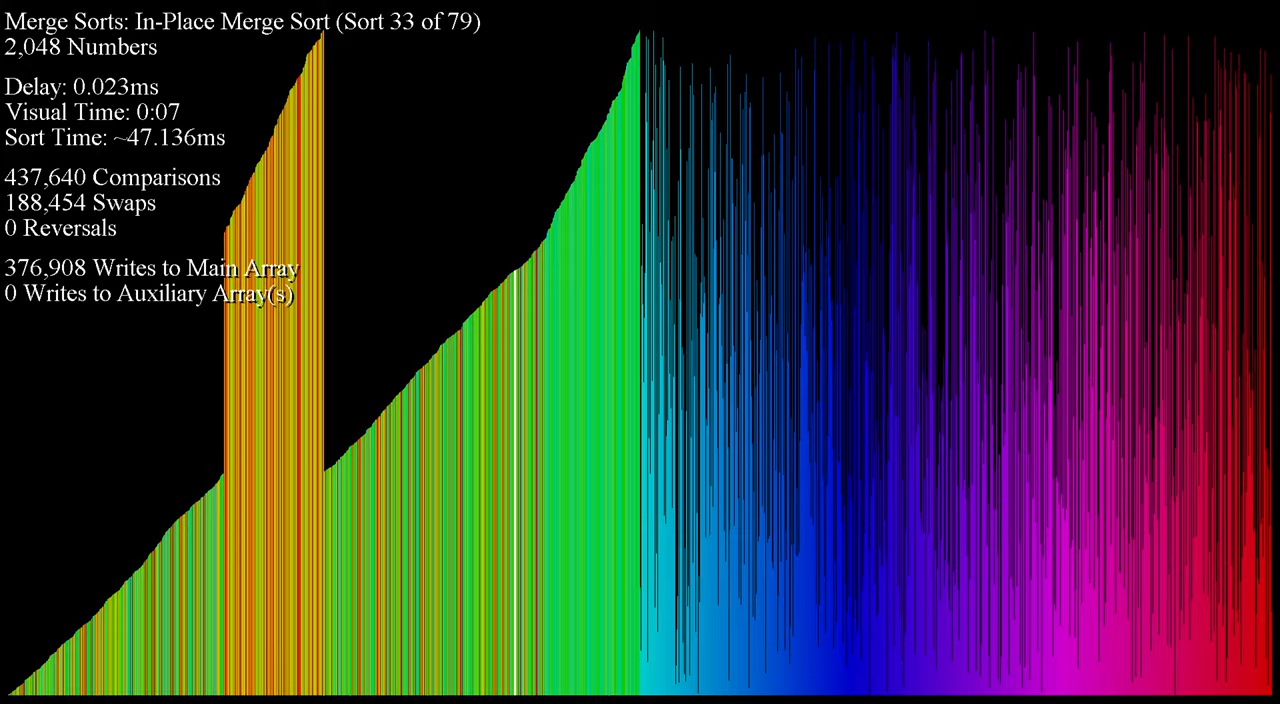 Merge Sorts: In-Place Merge Sort (Sort 33 of 79)
2,048 Numbers
Delay: 0.023ms
Visual Time: 0:07
Sort Time: ~47.136ms
437,640 Comparisons
188,454 Swaps
0 Reversals
376,908 Writes to Main Array
0 Writes to Auxiliary Array(s)